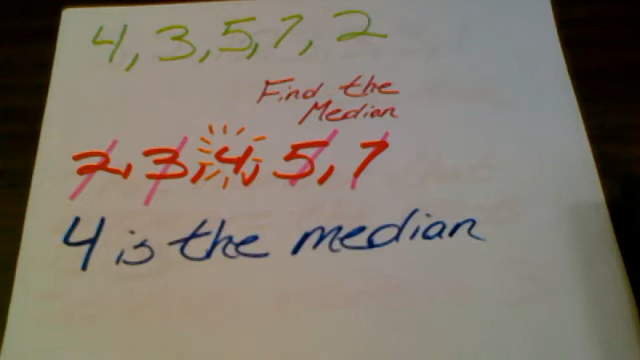 4, 3, 5, 7, 2
Find the
Median
2, 3, 4, 5, 7
4 is the median